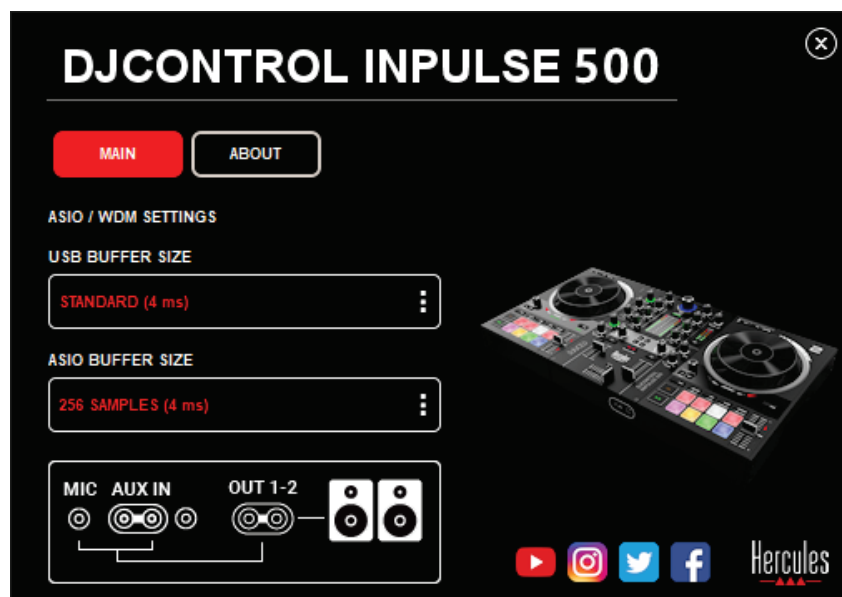 DJCONTROL INPULSE 500
MAIN
ABOUT
ASIO / WDM SETTINGS
USB BUFFER SIZE
STANDARD (4 ms)
ASIO BUFFER SIZE
256 SAMPLES (4 ms)
MIC AUX IN OUT 1-2
Hercules